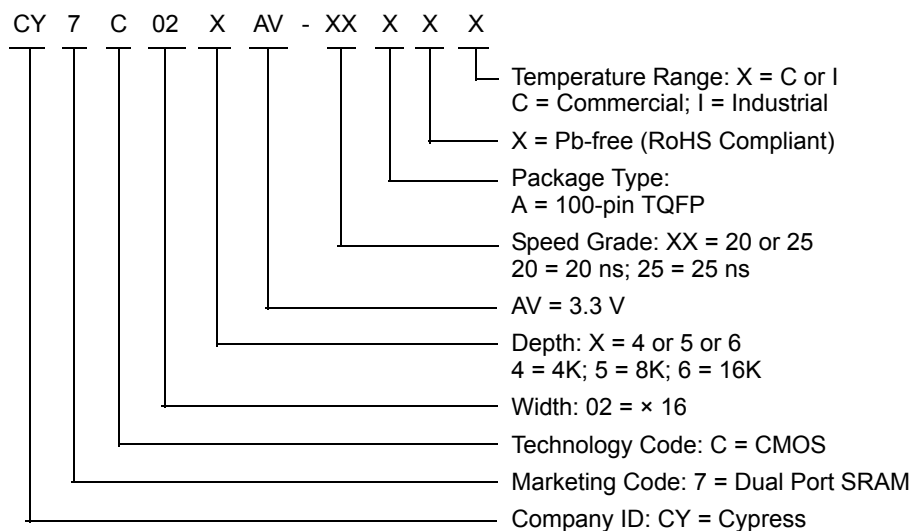 CY 7 C 02 X AV - XX X X X
Temperature Range: X = C or I
C = Commercial; I = Industrial
X = Pb-free (RoHS Compliant)
Package Type:
A = 100-pin TQFP
Speed Grade: XX = 20 or 25
20 = 20 ns; 25 = 25 ns
AV = 3.3 V
Depth: X = 4 or 5 or 6
4 = 4K; 5 = 8K; 6 = 16K
Width: 02 = × 16
Technology Code: C = CMOS
Marketing Code: 7 = Dual Port SRAM
Company ID: CY = Cypress